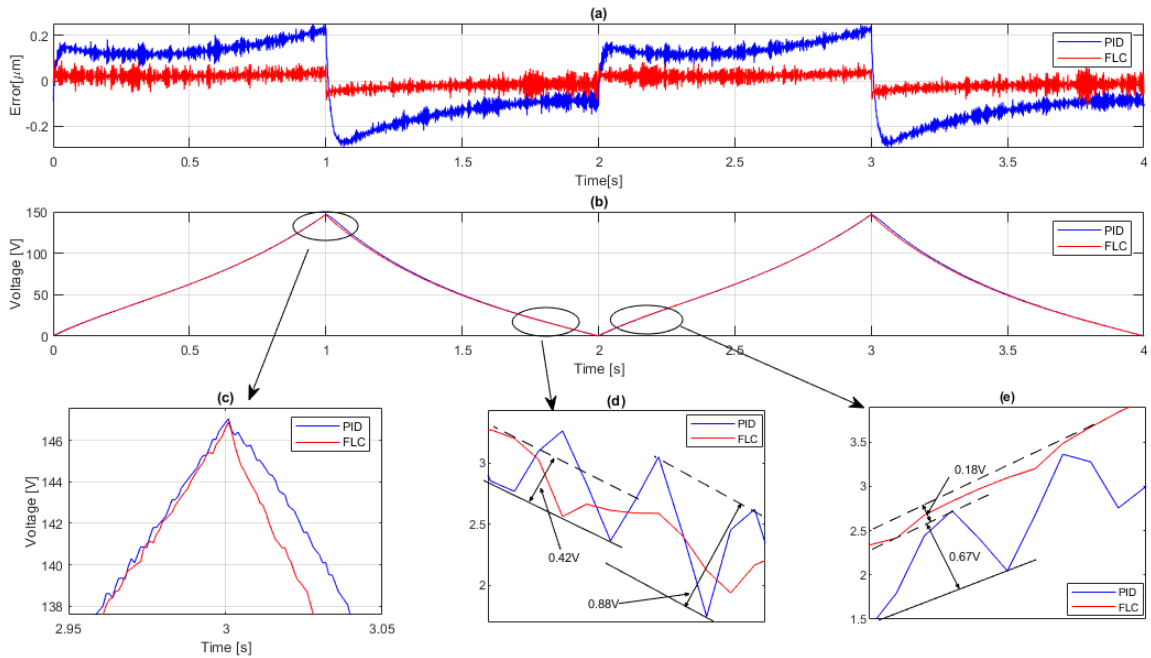 (a)
0.2
0
-0.2
Error[μm]
PID
FLC
0 0.5 1 1.5 2 2.5 3 3.5 4
Time[s]
(b)
150
100
50
0
Voltage [V]
PID
FLC
0 0.5 1 1.5 2 2.5 3 3.5 4
Time [s]
(c)
146
144
142
140
138
Voltage [V]
PID
FLC
2.95 3 3.05
Time [s]
(d)
3
2.5
2
PID
FLC
0.42V
0.88V
(e)
3.5
3
2.5
2
1.5
0.18V
0.67V
PID
FLC